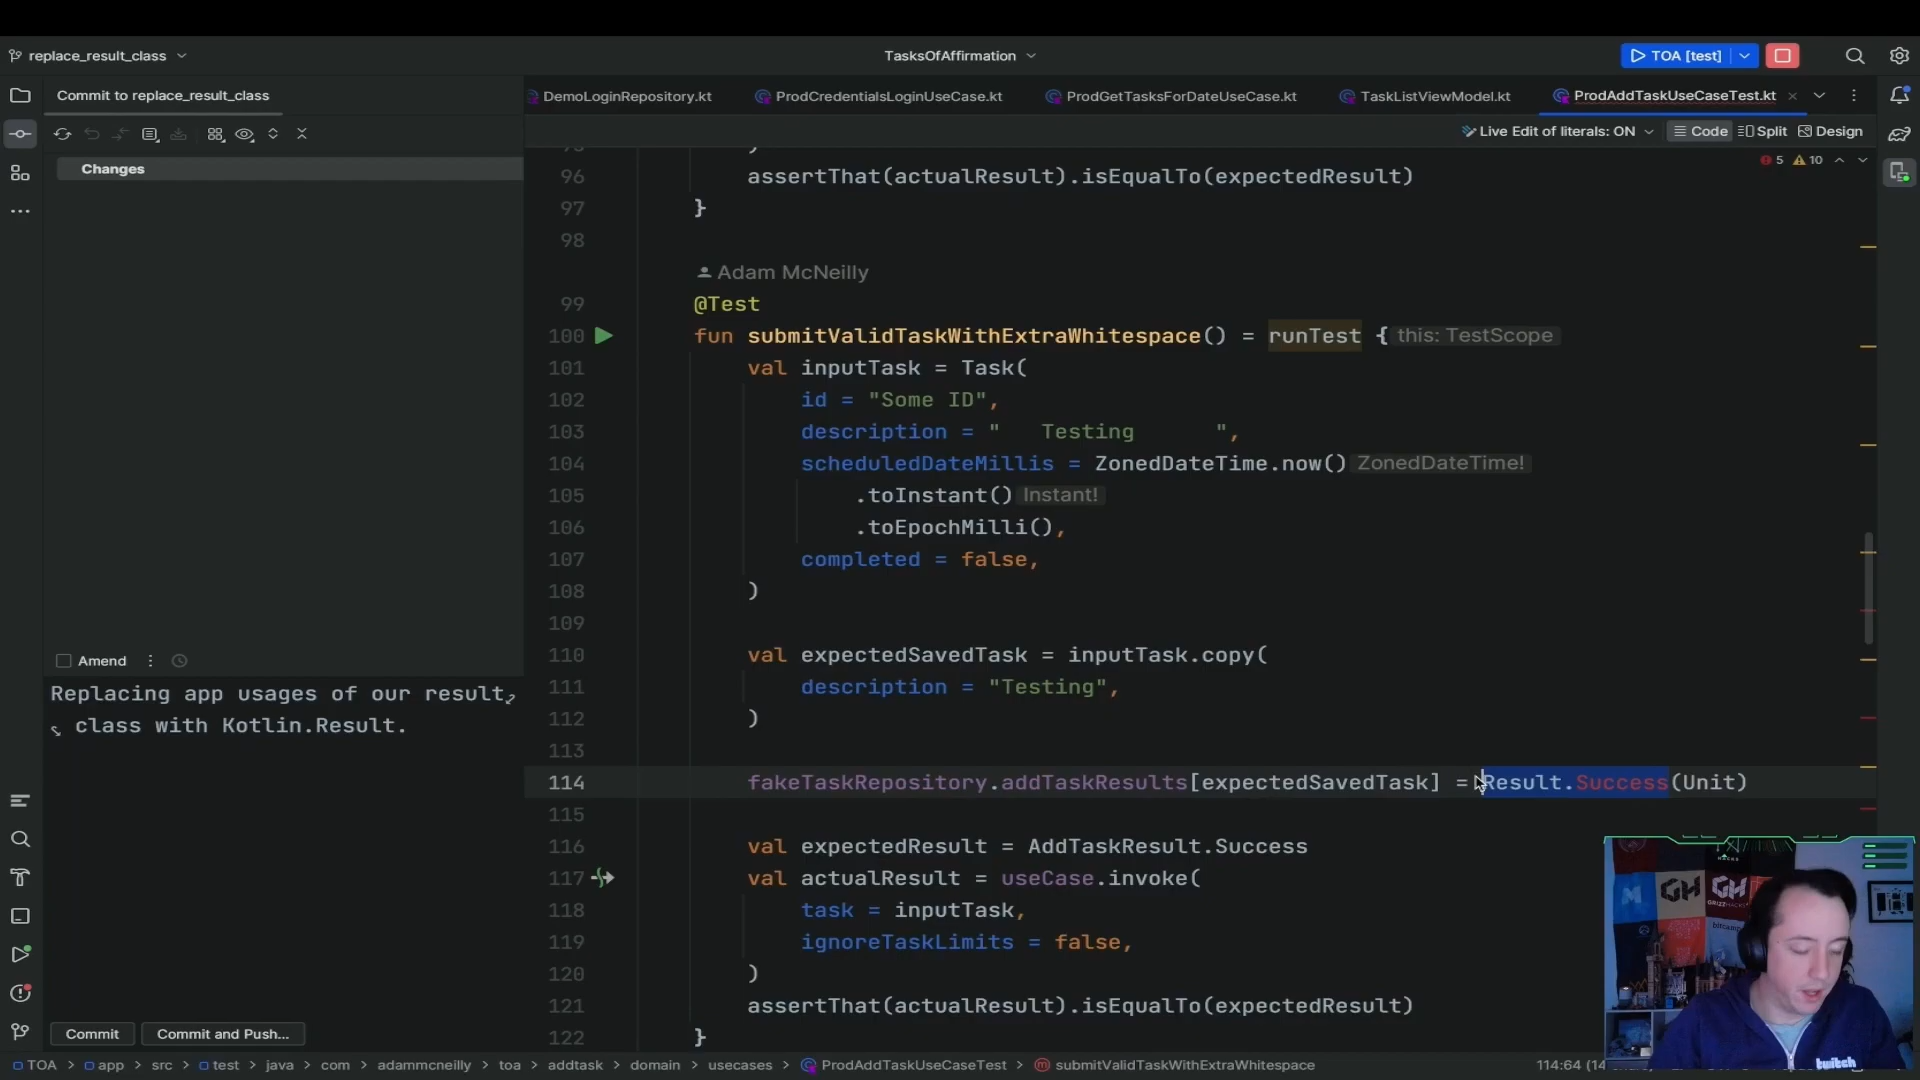 replace_result_class
TasksOfAffirmation
TOA [test]
Commit to replace_result_class
DemoLoginRepository.kt
ProdCredentialsLoginUseCase.kt
ProdGetTasksForDateUseCase.kt
TaskListViewModel.kt
ProdAddTaskUseCaseTest.kt
Live Edit of literals: ON
Code
Split
Design
Changes
5
10
96 assertThat(actualResult).isEqualTo(expectedResult)
97 }
98
Adam McNeilly
99 @Test
100 fun submitValidTaskWithExtraWhitespace() = runTest { this: TestScope
101 val inputTask = Task(
102 id = "Some ID",
103 description = "   Testing      ",
104 scheduledDateMillis = ZonedDateTime.now() ZonedDateTime!
105 .toInstant() Instant!
106 .toEpochMilli(),
107 completed = false,
108 )
109
110 val expectedSavedTask = inputTask.copy(
111 description = "Testing",
112 )
113
114 fakeTaskRepository.addTaskResults[expectedSavedTask] = Result.Success(Unit)
115
116 val expectedResult = AddTaskResult.Success
117 val actualResult = useCase.invoke(
118 task = inputTask,
119 ignoreTaskLimits = false,
120 )
121 assertThat(actualResult).isEqualTo(expectedResult)
122 }
Amend
Replacing app usages of our result
class with Kotlin.Result.
Commit
Commit and Push...
TOA > app > src > test > java > com > adammcneilly > toa > addtask > domain > usecases > ProdAddTaskUseCaseTest > submitValidTaskWithExtraWhitespace
114:64
GH
GH
twitch